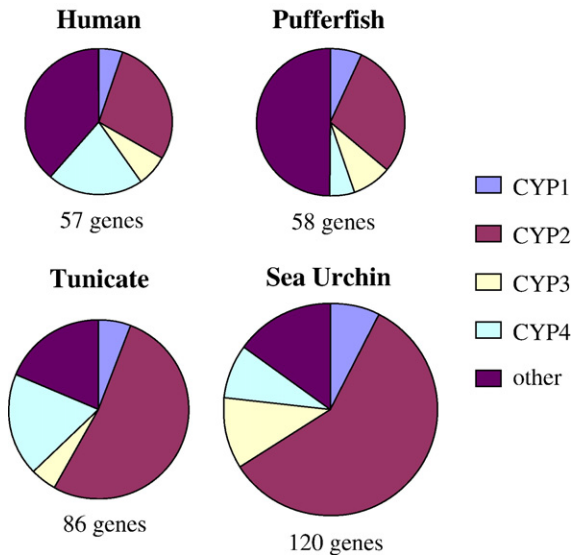 Human
Pufferfish
57 genes
58 genes
Tunicate
Sea Urchin
86 genes
120 genes
CYP1
CYP2
CYP3
CYP4
other